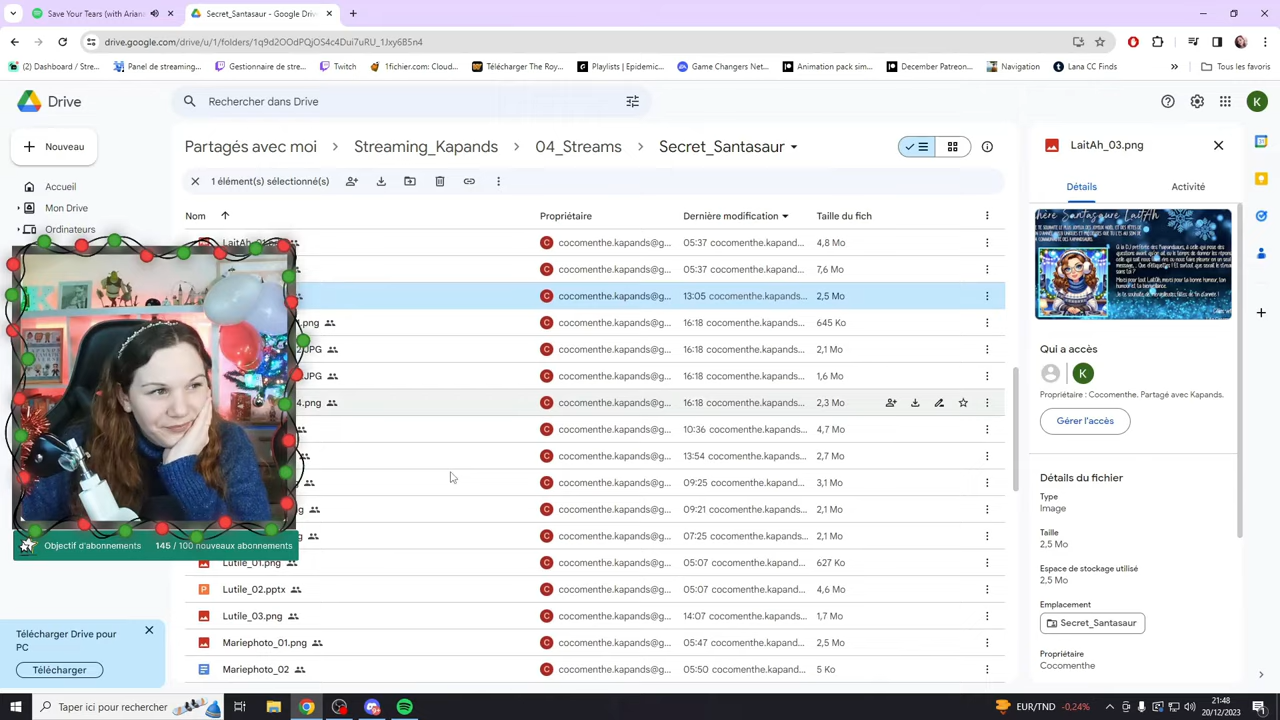 Save Your Tears (with Arian
Secret_Santasaur - Google Driv
drive.google.com/drive/u/1/folders/1q9d2OOdPQjOS4c4Dui7uRU_1Jxy6B5n4
(2) Dashboard / Stre... Panel de streaming... Gestionnaire de stre... Twitch 1fichier.com: Cloud... Télécharger The Roy... Playlists | Epidemic... Game Changers Net... Animation pack sim... December Patreon... Navigation Lana CC Finds Tous les favoris
Drive
Rechercher dans Drive
K
Nouveau
Accueil
Mon Drive
Ordinateurs
Partagés avec moi > Streaming_Kapands > 04_Streams > Secret_Santasaur
1 élément(s) sélectionné(s)
Nom Propriétaire Dernière modification Taille du fich
cocomenthe.kapands@g... 05:37 cocomenthe.kapands... 4,8 Mo
cocomenthe.kapands@g... 05:37 cocomenthe.kapands... 7,6 Mo
cocomenthe.kapands@g... 13:05 cocomenthe.kapands... 2,5 Mo
.png cocomenthe.kapands@g... 16:18 cocomenthe.kapands... 645 Ko
2.JPG cocomenthe.kapands@g... 16:18 cocomenthe.kapands... 2,1 Mo
.JPG cocomenthe.kapands@g... 16:18 cocomenthe.kapands... 1,6 Mo
4.png cocomenthe.kapands@g... 16:18 cocomenthe.kapands... 2,3 Mo
cocomenthe.kapands@g... 10:36 cocomenthe.kapands... 4,7 Mo
cocomenthe.kapands@g... 13:54 cocomenthe.kapands... 2,7 Mo
cocomenthe.kapands@g... 09:25 cocomenthe.kapands... 3,1 Mo
cocomenthe.kapands@g... 09:21 cocomenthe.kapands... 2,1 Mo
cocomenthe.kapands@g... 07:25 cocomenthe.kapands... 2,1 Mo
Lutile_01.png cocomenthe.kapands@g... 05:07 cocomenthe.kapands... 627 Ko
Lutile_02.pptx cocomenthe.kapands@g... 05:07 cocomenthe.kapands... 4,6 Mo
Lutile_03.png cocomenthe.kapands@g... 14:07 cocomenthe.kapands... 1,7 Mo
Mariephoto_01.png cocomenthe.kapands@g... 05:47 cocomenthe.kapands... 2,5 Mo
Mariephoto_02 cocomenthe.kapands@g... 05:50 cocomenthe.kapands... 5 Ko
Objectif d'abonnements 145 / 100 nouveaux abonnements
Télécharger Drive pour
PC
Télécharger
LaitAh_03.png
Détails Activité
hère Santasaure LaitAh
Qui a accès
K
Propriétaire : Cocomenthe. Partagé avec Kapands.
Gérer l'accès
Détails du fichier
Type
Image
Taille
2,5 Mo
Espace de stockage utilisé
2,5 Mo
Emplacement
Secret_Santasaur
Propriétaire
Cocomenthe
Taper ici pour rechercher
EUR/TND -0,24%
21:48
20/12/2023